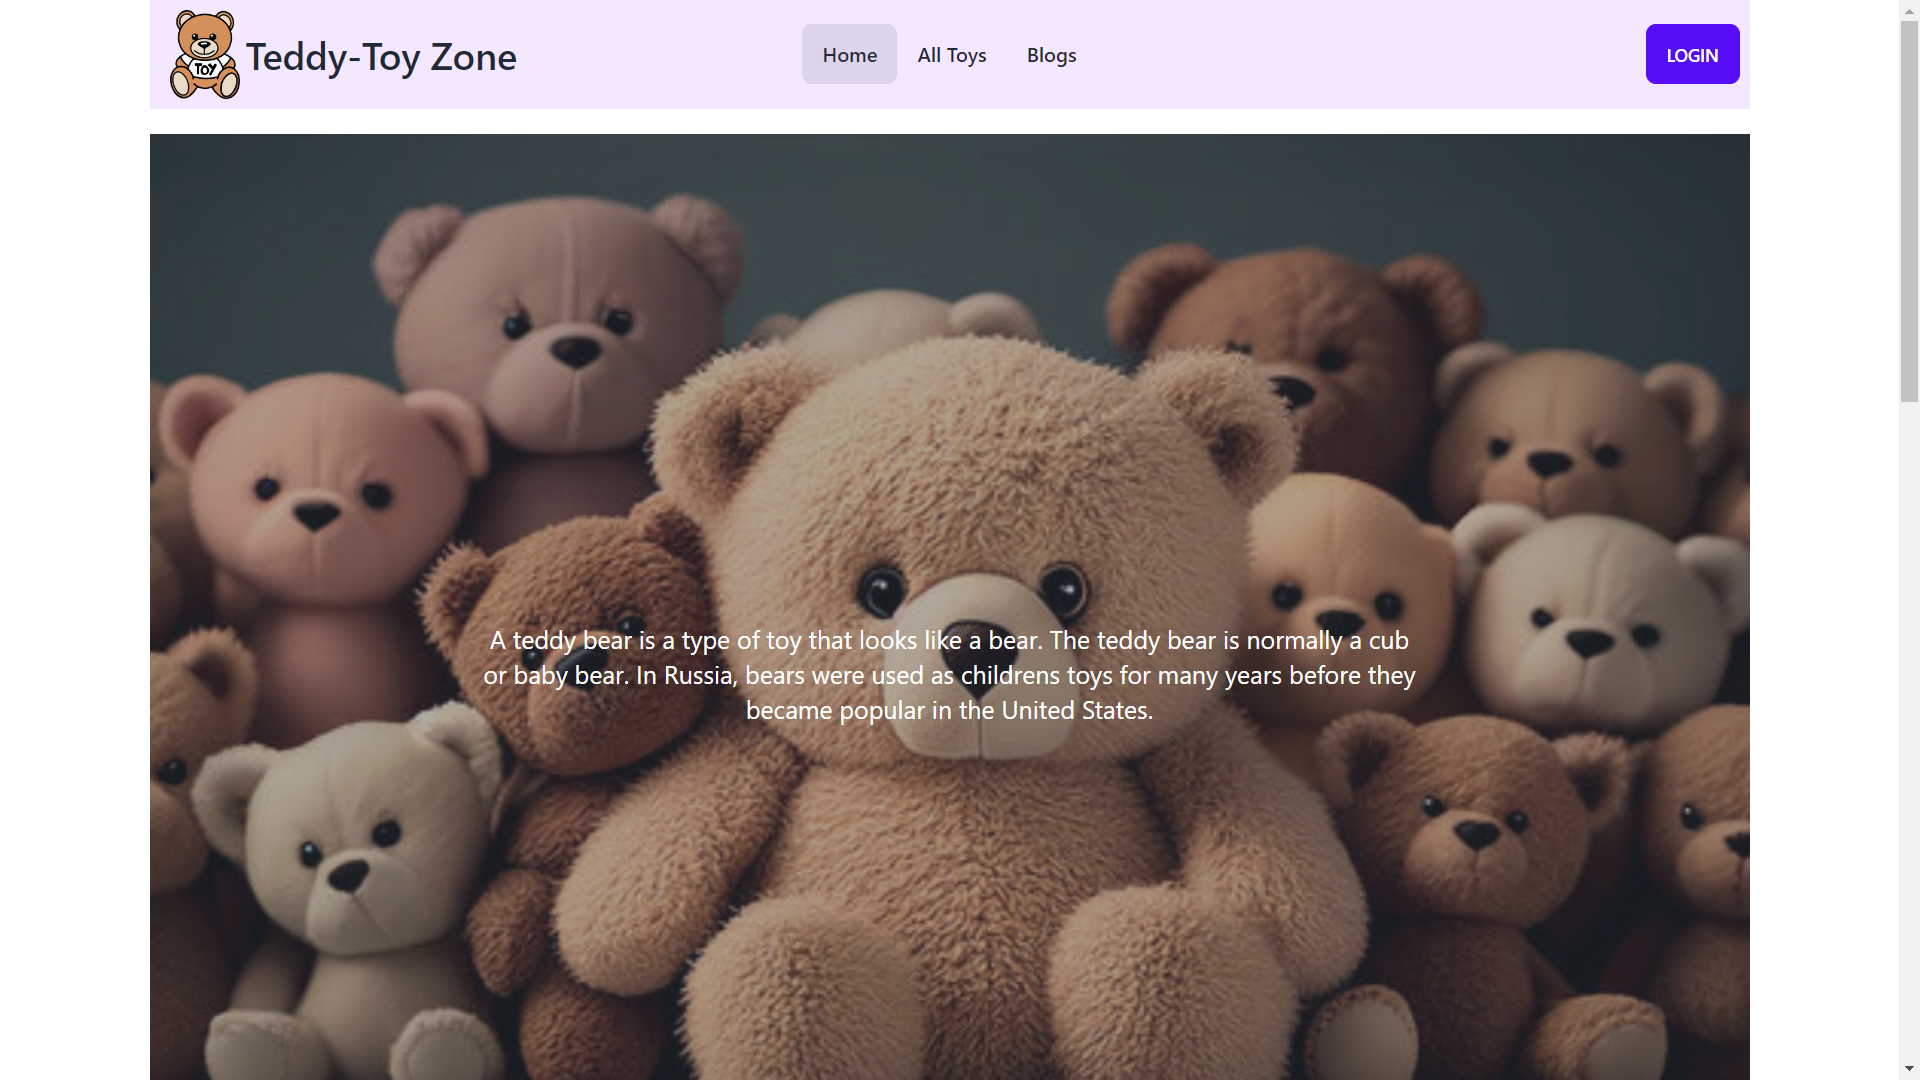 TOY
Teddy-Toy Zone
Home
All Toys
Blogs
LOGIN
A teddy bear is a type of toy that looks like a bear. The teddy bear is normally a cub
or baby bear. In Russia, bears were used as childrens toys for many years before they
became popular in the United States.